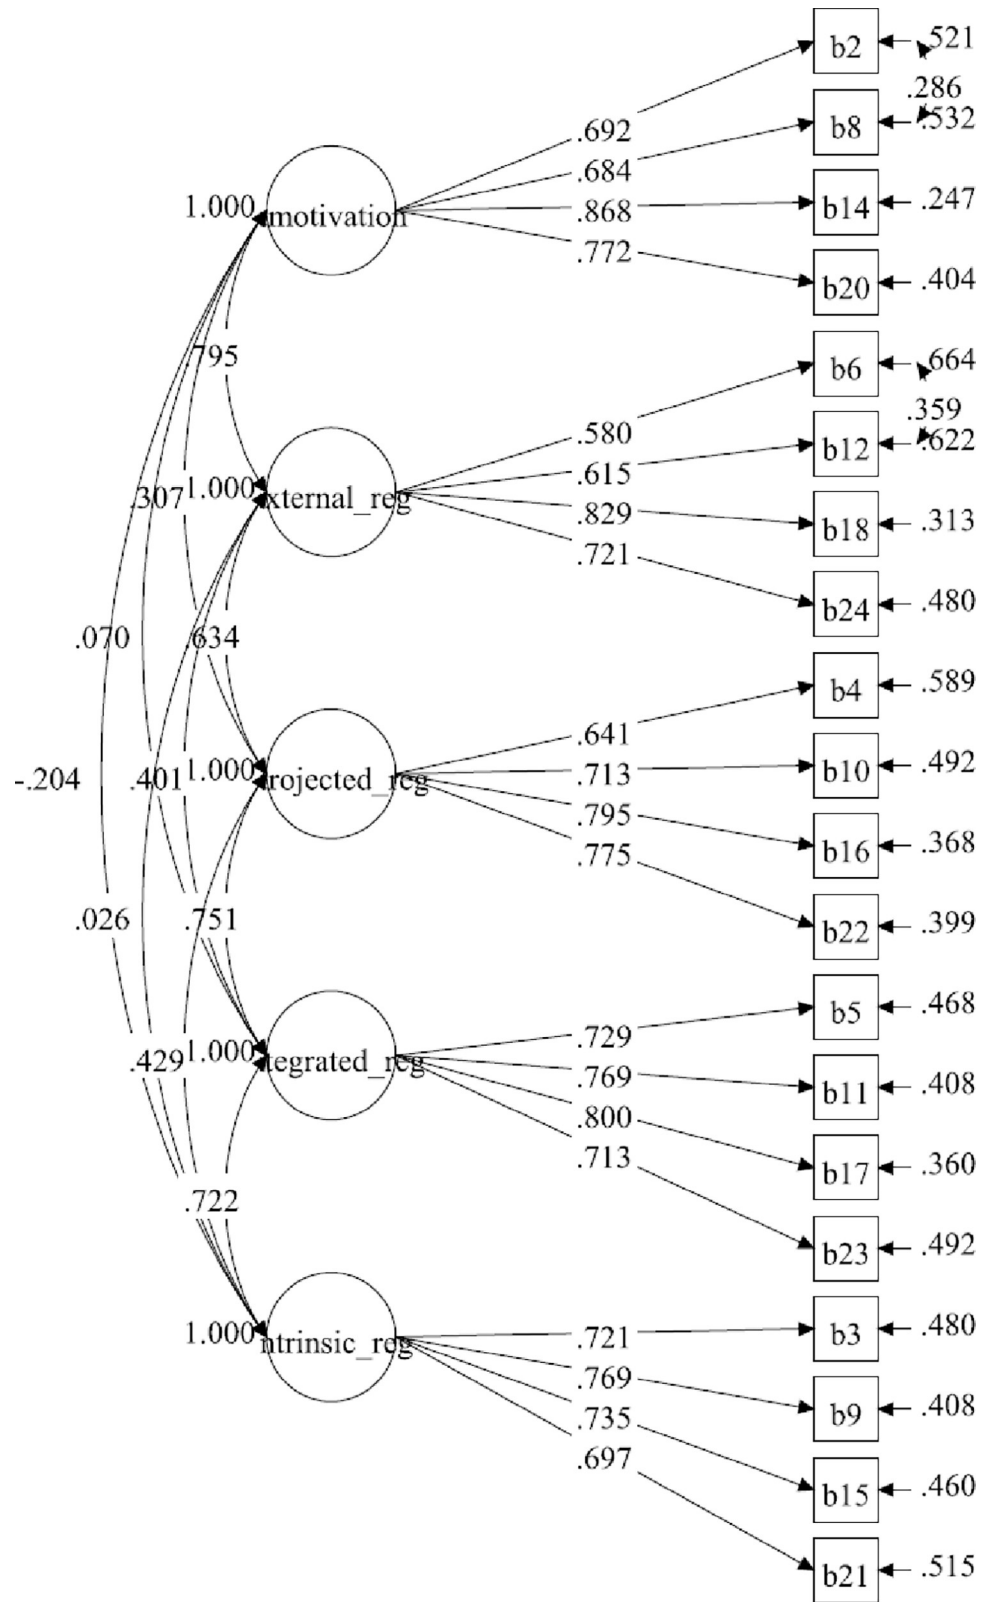 b2
.521
.286
b8
.532
.692
.684
1.000
motivation
.868
b14
.247
.772
b20
.404
.795
b6
.664
.359
.580
b12
.622
.615
.307
1.000
xternal_reg
.829
b18
.313
.721
b24
.480
.070
.634
b4
.589
.641
-.204
.401
1.000
rojected_reg
.713
b10
.492
.795
b16
.368
.775
.026
.751
b22
.399
b5
.468
.729
.429
1.000
tegrated_reg
.769
b11
.408
.800
b17
.360
.713
.722
b23
.492
1.000
ntrinsic_reg
.721
b3
.480
.769
b9
.408
.735
.697
b15
.460
b21
.515